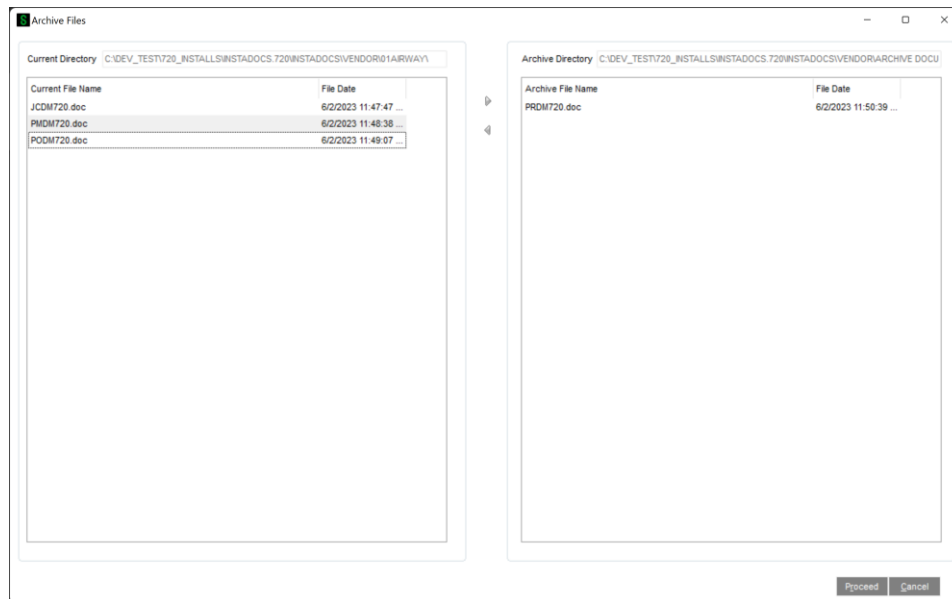 Archive Files
Current Directory C:\DEV_TEST\720_INSTALLS\INSTADOCS.720\INSTADOCS\VENDOR\01AIRWAY\
Current File Name File Date
JCDM720.doc 6/2/2023 11:47:47 ...
PMDM720.doc 6/2/2023 11:48:38 ...
PODM720.doc 6/2/2023 11:49:07 ...
Archive Directory C:\DEV_TEST\720_INSTALLS\INSTADOCS.720\INSTADOCS\VENDOR\ARCHIVE DOCU
Archive File Name File Date
PRDM720.doc 6/2/2023 11:50:39 ...
Proceed Cancel